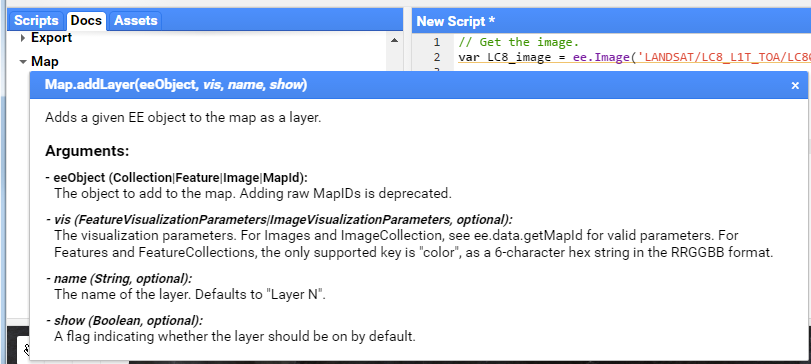 Scripts Docs Assets
New Script *
Export
Map
1 // Get the image.
2 var LC8_image = ee.Image('LANDSAT/LC8_L1T_TOA/LC8
Map.addLayer(eeObject, vis, name, show) ×
Adds a given EE object to the map as a layer.
Arguments:
- eeObject (Collection|Feature|Image|MapId):
The object to add to the map. Adding raw MapIDs is deprecated.
- vis (FeatureVisualizationParameters|ImageVisualizationParameters, optional):
The visualization parameters. For Images and ImageCollection, see ee.data.getMapId for valid parameters. For
Features and FeatureCollections, the only supported key is "color", as a 6-character hex string in the RRGGBB format.
- name (String, optional):
The name of the layer. Defaults to "Layer N".
- show (Boolean, optional):
A flag indicating whether the layer should be on by default.